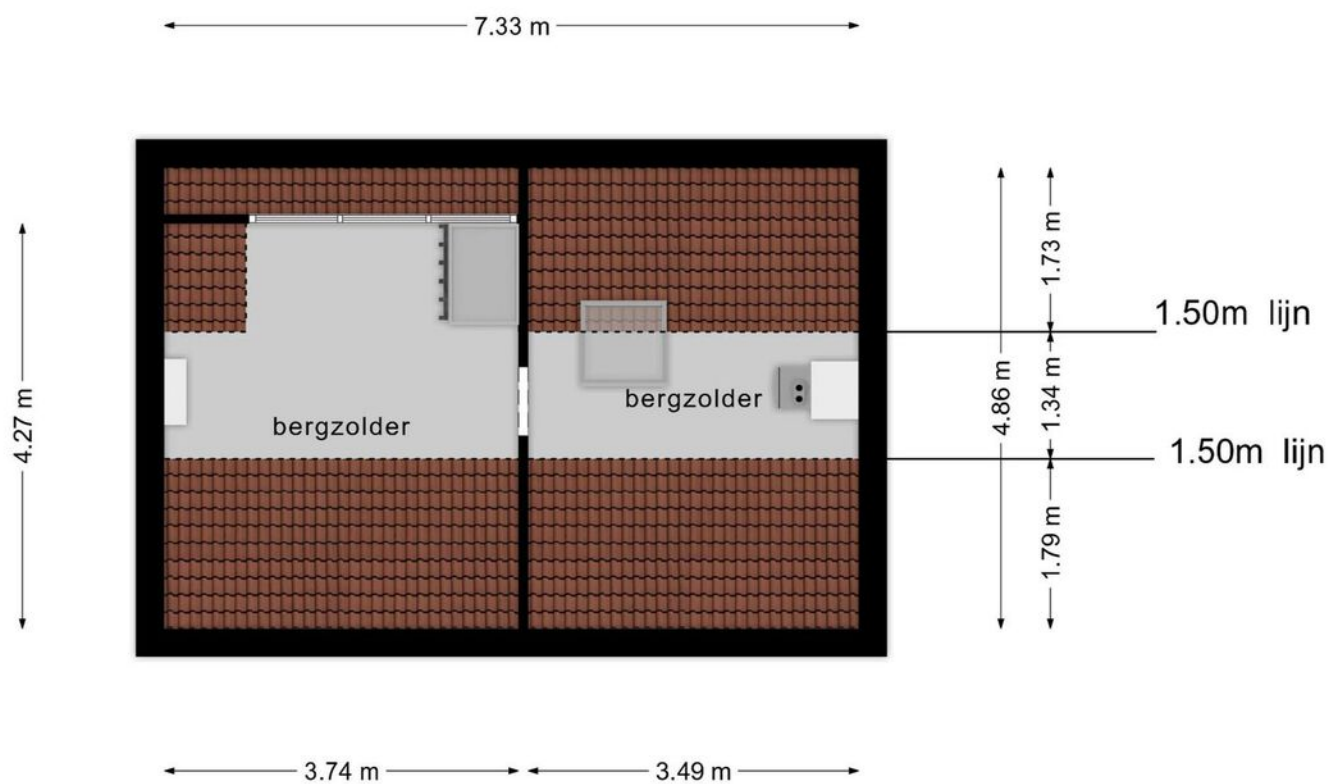 7.33 m
1.73 m
1.50m lijn
4.27 m
4.86 m
1.34 m
bergzolder
bergzolder
1.50m lijn
1.79 m
3.74 m
3.49 m